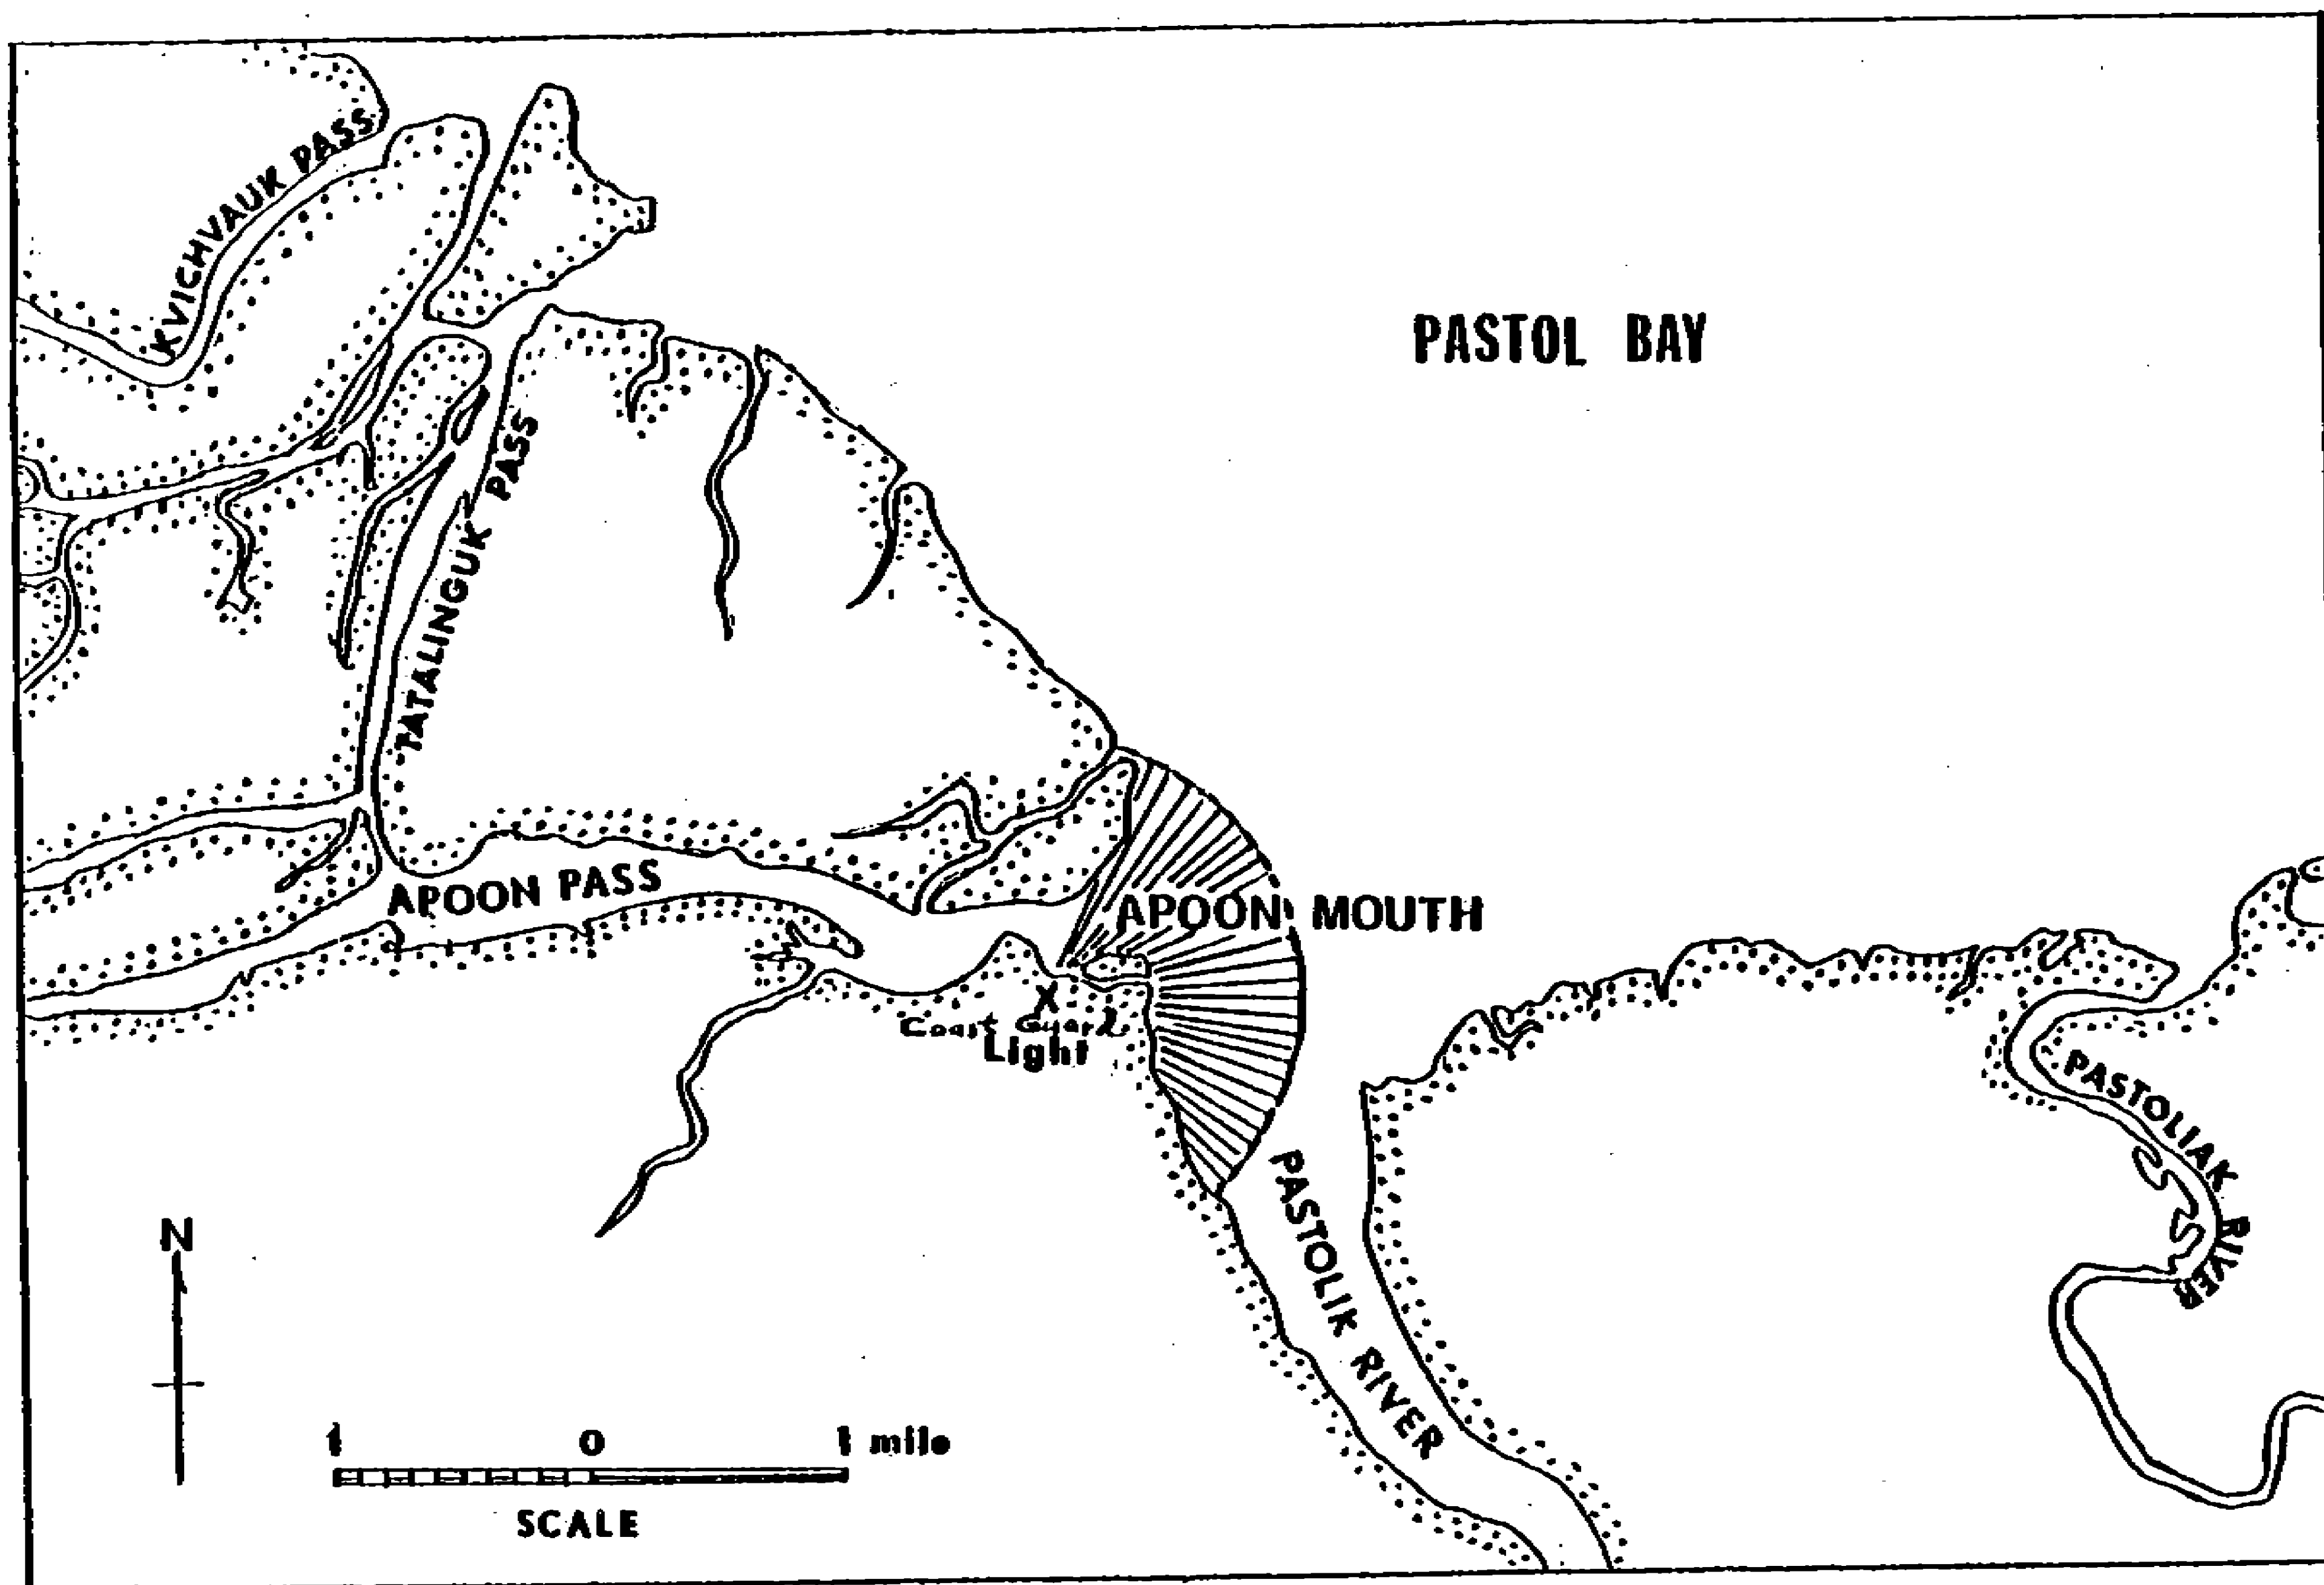 KVICHVAUK PASS
PASTOL BAY
TATALINGUK PASS
APOON PASS
APOON MOUTH
X
Coast Guard
Light
PASTOLIAK RIVER
PASTOLIK RIVER
N
1 0 1 mile
SCALE